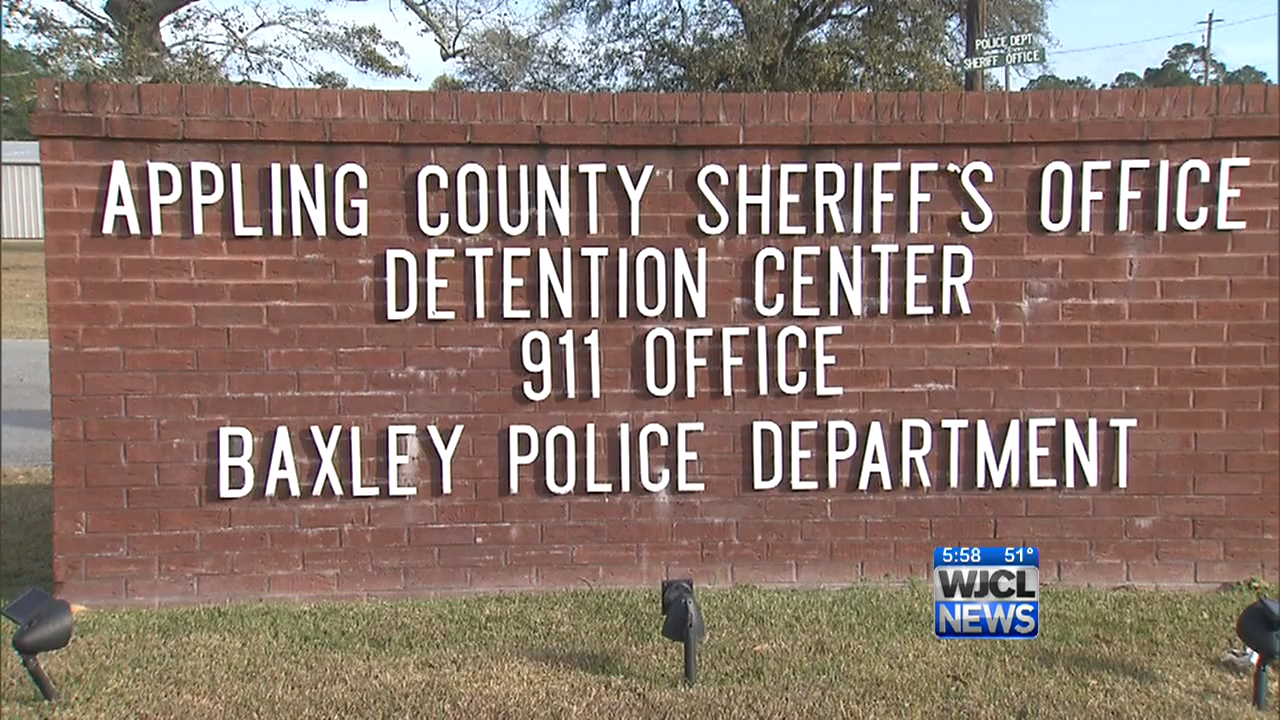 POLICE DEPT
SHERIFF OFFICE
APPLING COUNTY SHERIFF'S OFFICE
DETENTION CENTER
911 OFFICE
BAXLEY POLICE DEPARTMENT
5:58 51°
WJCL
NEWS